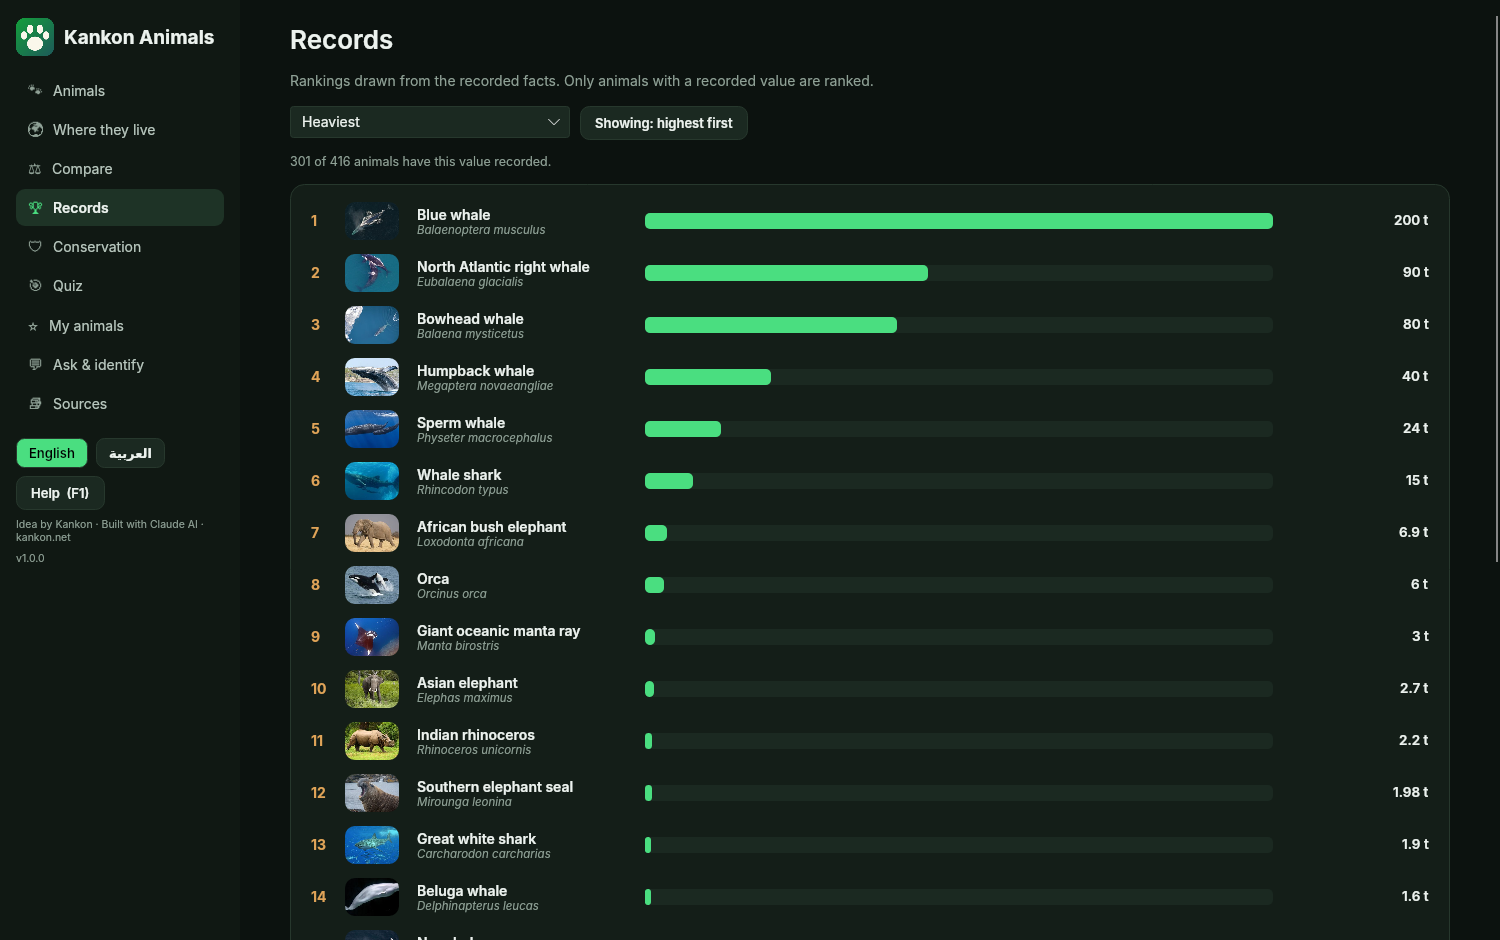 Kankon Animals
Animals
Where they live
Compare
Records
Conservation
Quiz
My animals
Ask & identify
Sources
English
العربية
Help (F1)
Idea by Kankon · Built with Claude AI ·
kankon.net
v1.0.0
Records
Rankings drawn from the recorded facts. Only animals with a recorded value are ranked.
Heaviest
Showing: highest first
301 of 416 animals have this value recorded.
1 Blue whale 200 t
Balaenoptera musculus
2 North Atlantic right whale 90 t
Eubalaena glacialis
3 Bowhead whale 80 t
Balaena mysticetus
4 Humpback whale 40 t
Megaptera novaeangliae
5 Sperm whale 24 t
Physeter macrocephalus
6 Whale shark 15 t
Rhincodon typus
7 African bush elephant 6.9 t
Loxodonta africana
8 Orca 6 t
Orcinus orca
9 Giant oceanic manta ray 3 t
Manta birostris
10 Asian elephant 2.7 t
Elephas maximus
11 Indian rhinoceros 2.2 t
Rhinoceros unicornis
12 Southern elephant seal 1.98 t
Mirounga leonina
13 Great white shark 1.9 t
Carcharodon carcharias
14 Beluga whale 1.6 t
Delphinapterus leucas